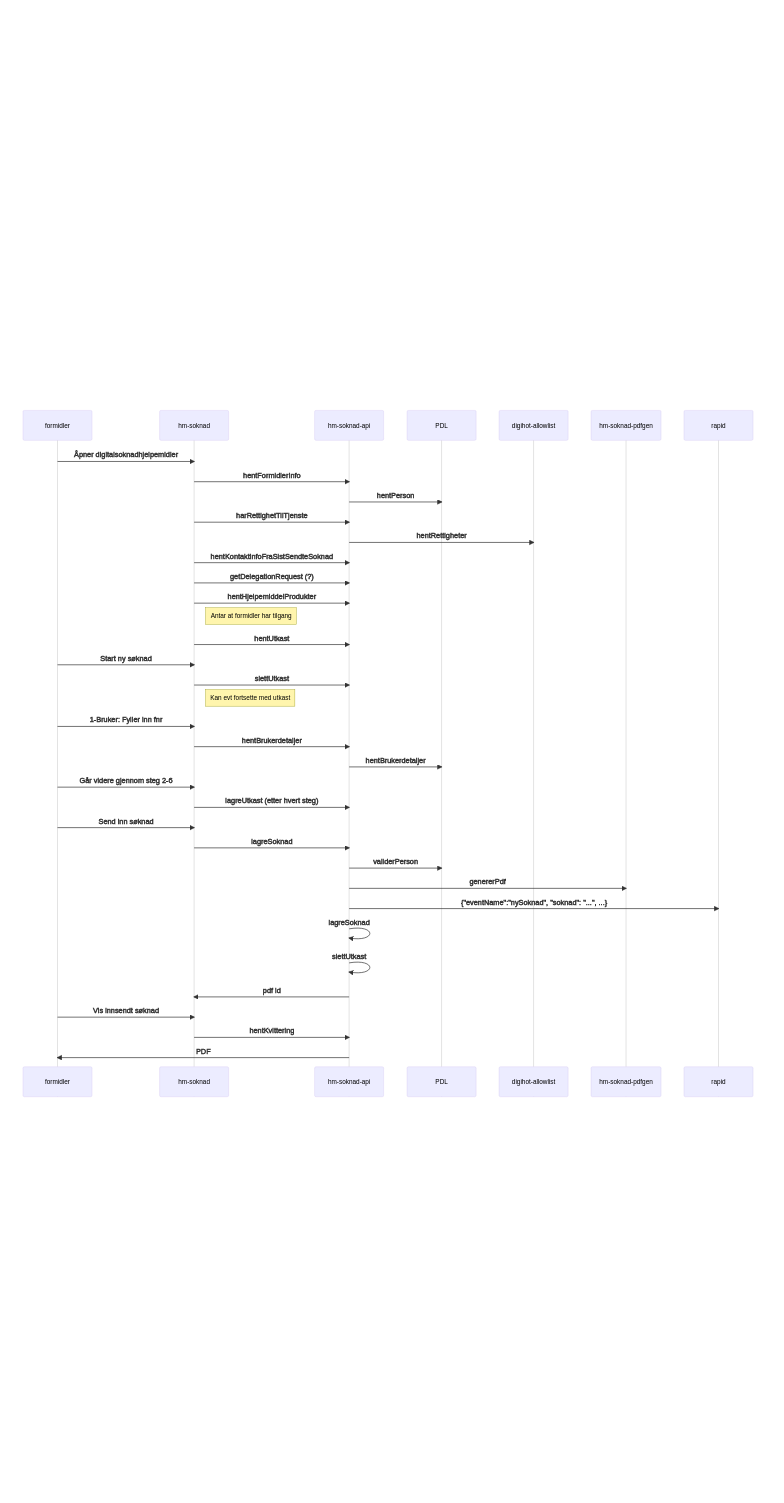 formidler
hm-soknad
hm-soknad-api
PDL
digihot-allowlist
hm-soknad-pdfgen
rapid
Åpner digitalsoknadhjelpemidler
hentFormidlerInfo
hentPerson
harRettighetTilTjenste
hentRettigheter
hentKontaktinfoFraSistSendteSoknad
getDelegationRequest (?)
hentHjelpemiddelProdukter
Antar at formidler har tilgang
hentUtkast
Start ny søknad
slettUtkast
Kan evt fortsette med utkast
1-Bruker: Fyller inn fnr
hentBrukerdetaljer
hentBrukerdetaljer
Går videre gjennom steg 2-6
lagreUtkast (etter hvert steg)
Send inn søknad
lagreSoknad
validerPerson
genererPdf
{"eventName":"nySoknad", "soknad": "...", ...}
lagreSoknad
slettUtkast
pdf id
Vis innsendt søknad
hentKvittering
PDF
formidler
hm-soknad
hm-soknad-api
PDL
digihot-allowlist
hm-soknad-pdfgen
rapid